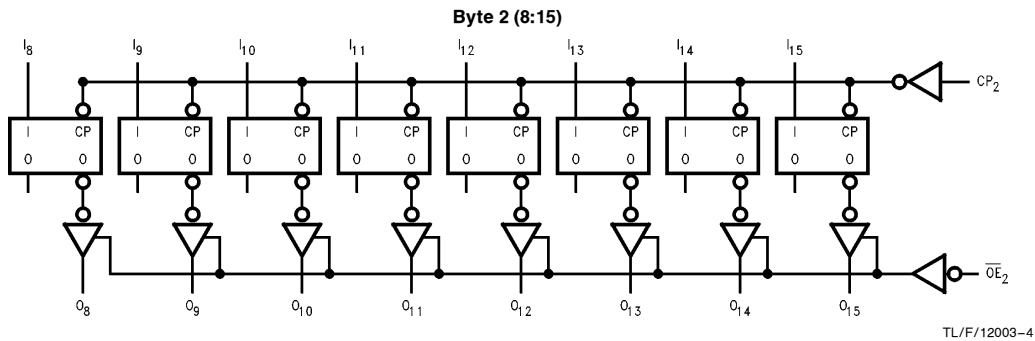 Byte 2 (8:15)
I8 I9 I10 I11 I12 I13 I14 I15
CP2
I CP I CP I CP I CP I CP I CP I CP I CP
O O O O O O O O O O O O O O O O
OE2
O8 O9 O10 O11 O12 O13 O14 O15
TL/F/12003–4